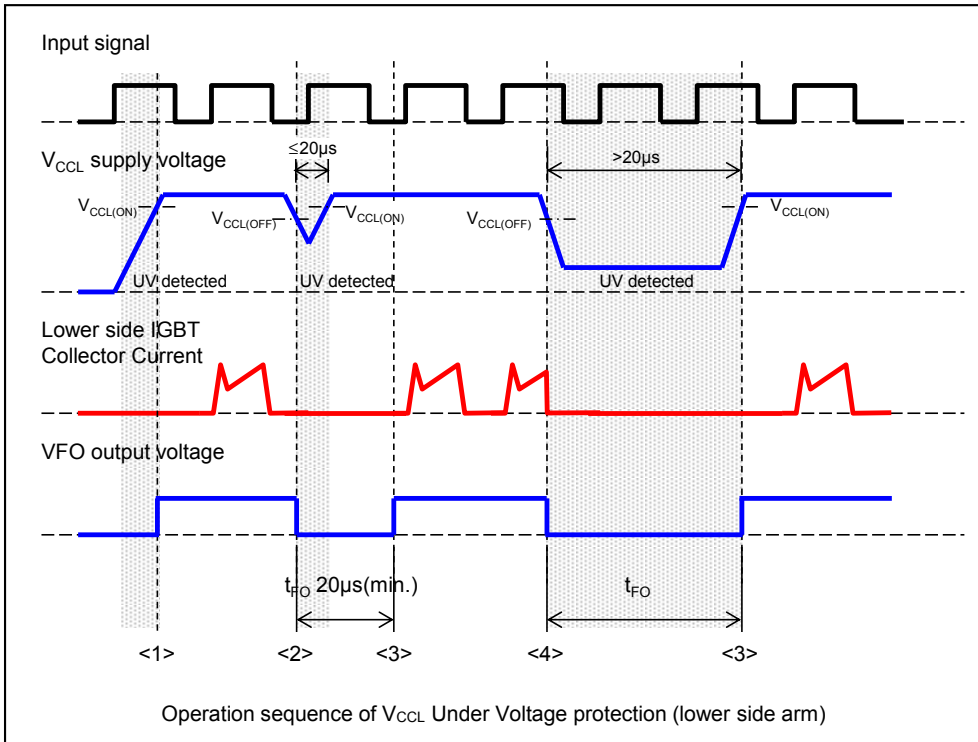 Input signal
≤20µs
>20µs
VCCL supply voltage
VCCL(ON)
VCCL(OFF)
VCCL(ON)
VCCL(OFF)
VCCL(ON)
UV detected
UV detected
UV detected
Lower side IGBT
Collector Current
VFO output voltage
tFO 20µs(min.)
tFO
<1>
<2>
<3>
<4>
<3>
Operation sequence of VCCL Under Voltage protection (lower side arm)